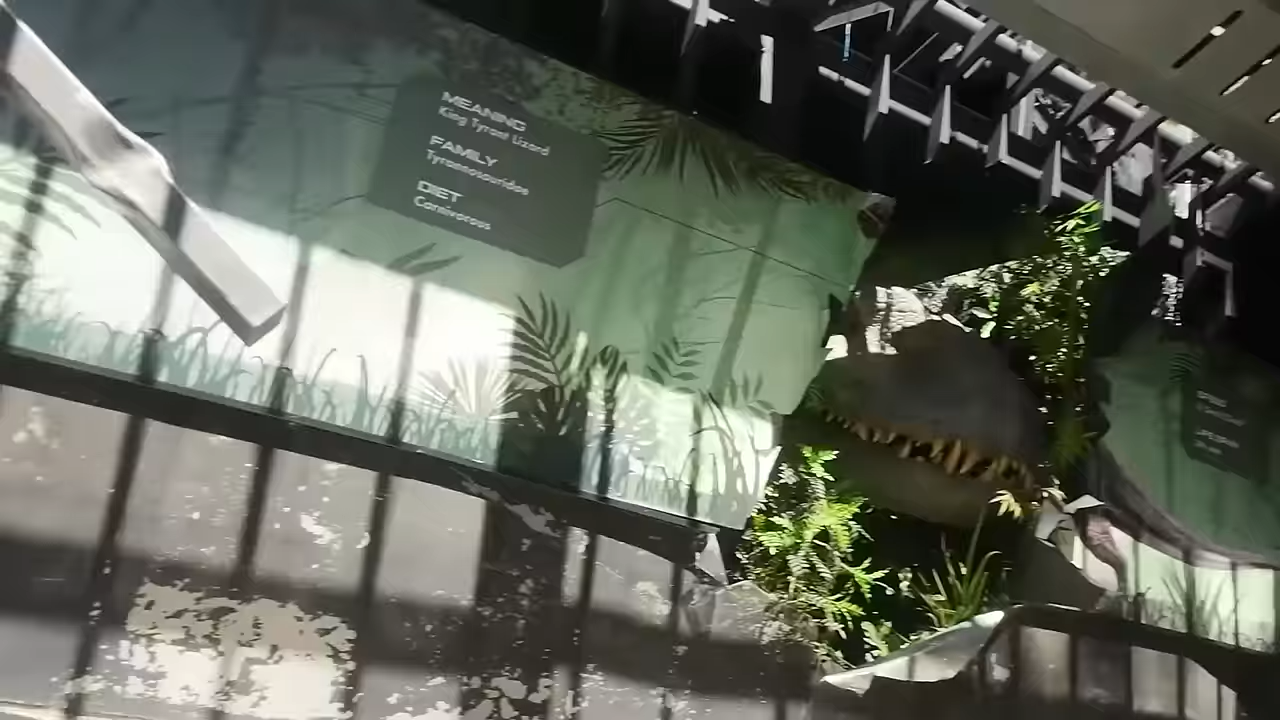 MEANING
King Tyrant Lizard
FAMILY
Tyrannosauridae
DIET
Carnivorous